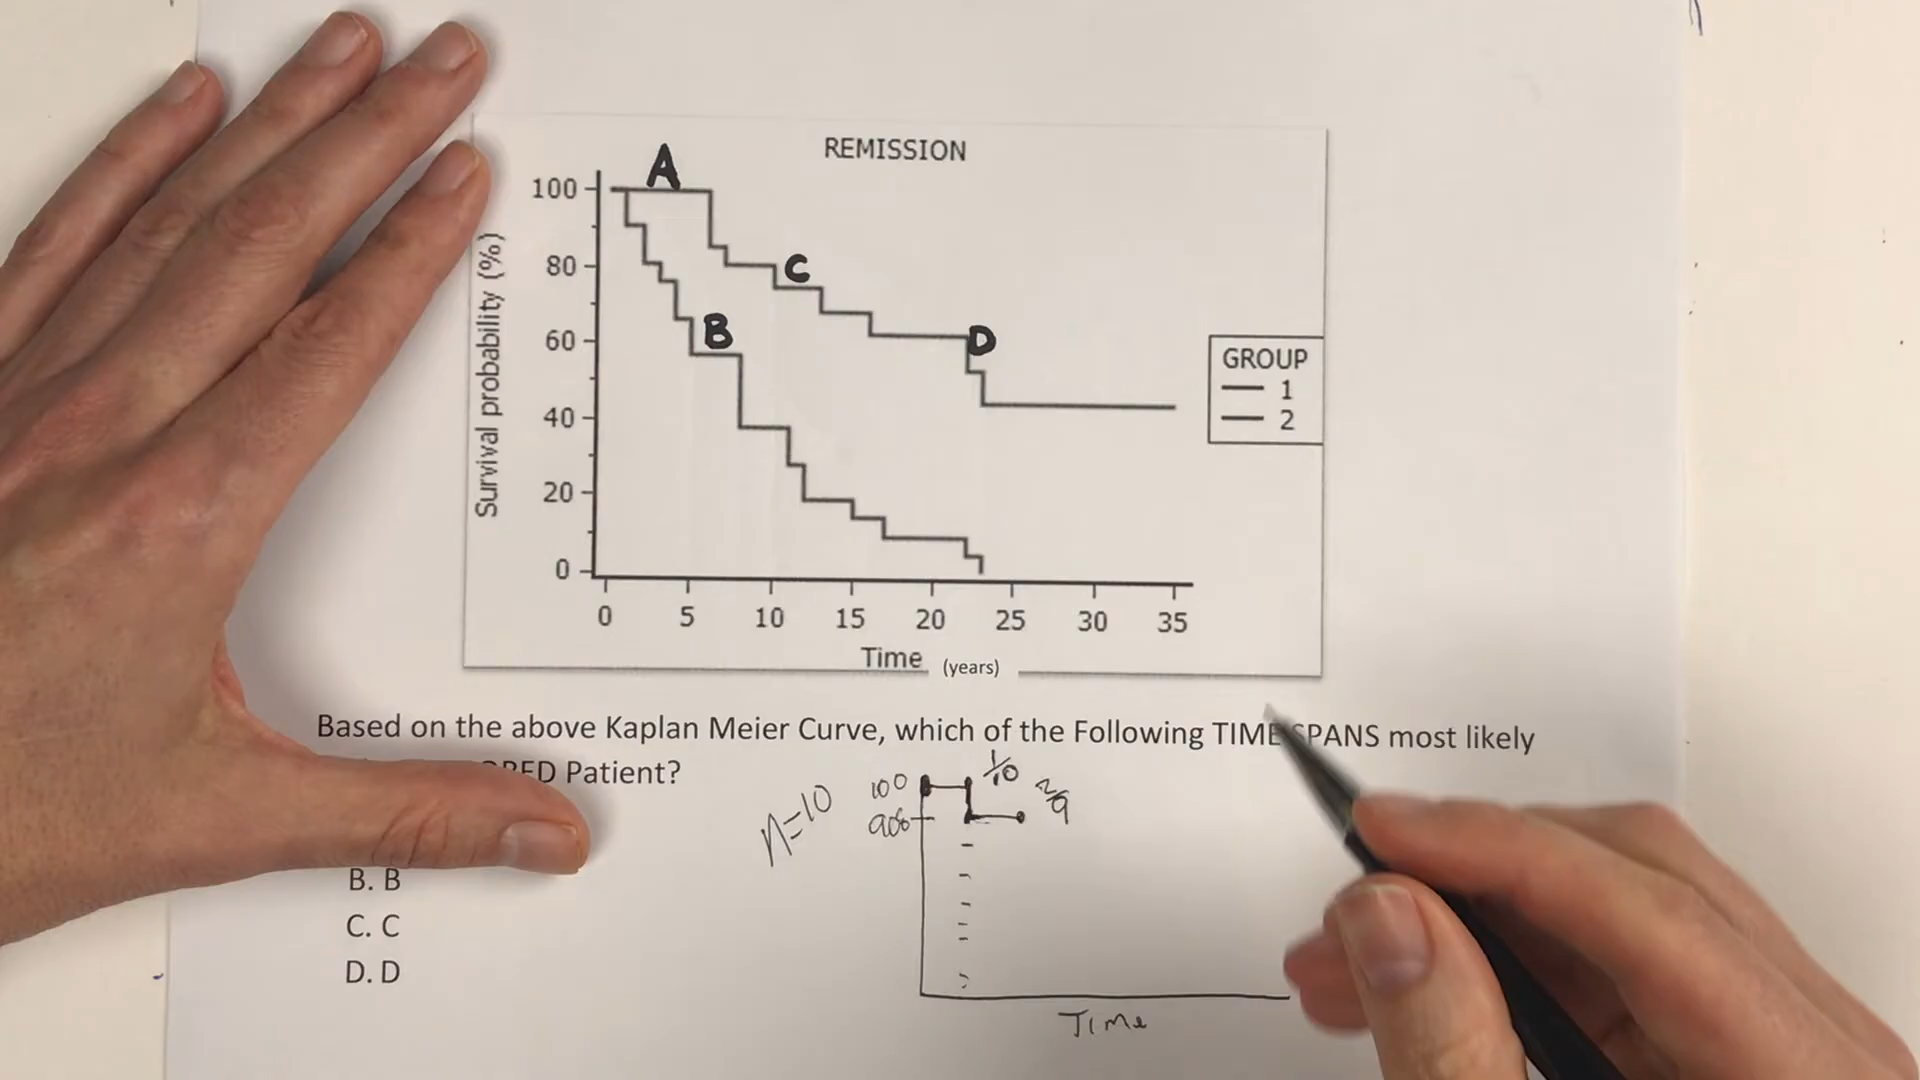 REMISSION
A
100
80
60
40
20
0
Survival probability (%)
C
B
D
GROUP
1
2
0 5 10 15 20 25 30 35
Time (years)
Based on the above Kaplan Meier Curve, which of the Following TIME SPANS most likely
Patient?
n=10
100
1/10
2/9
B. B
C. C
D. D
Time